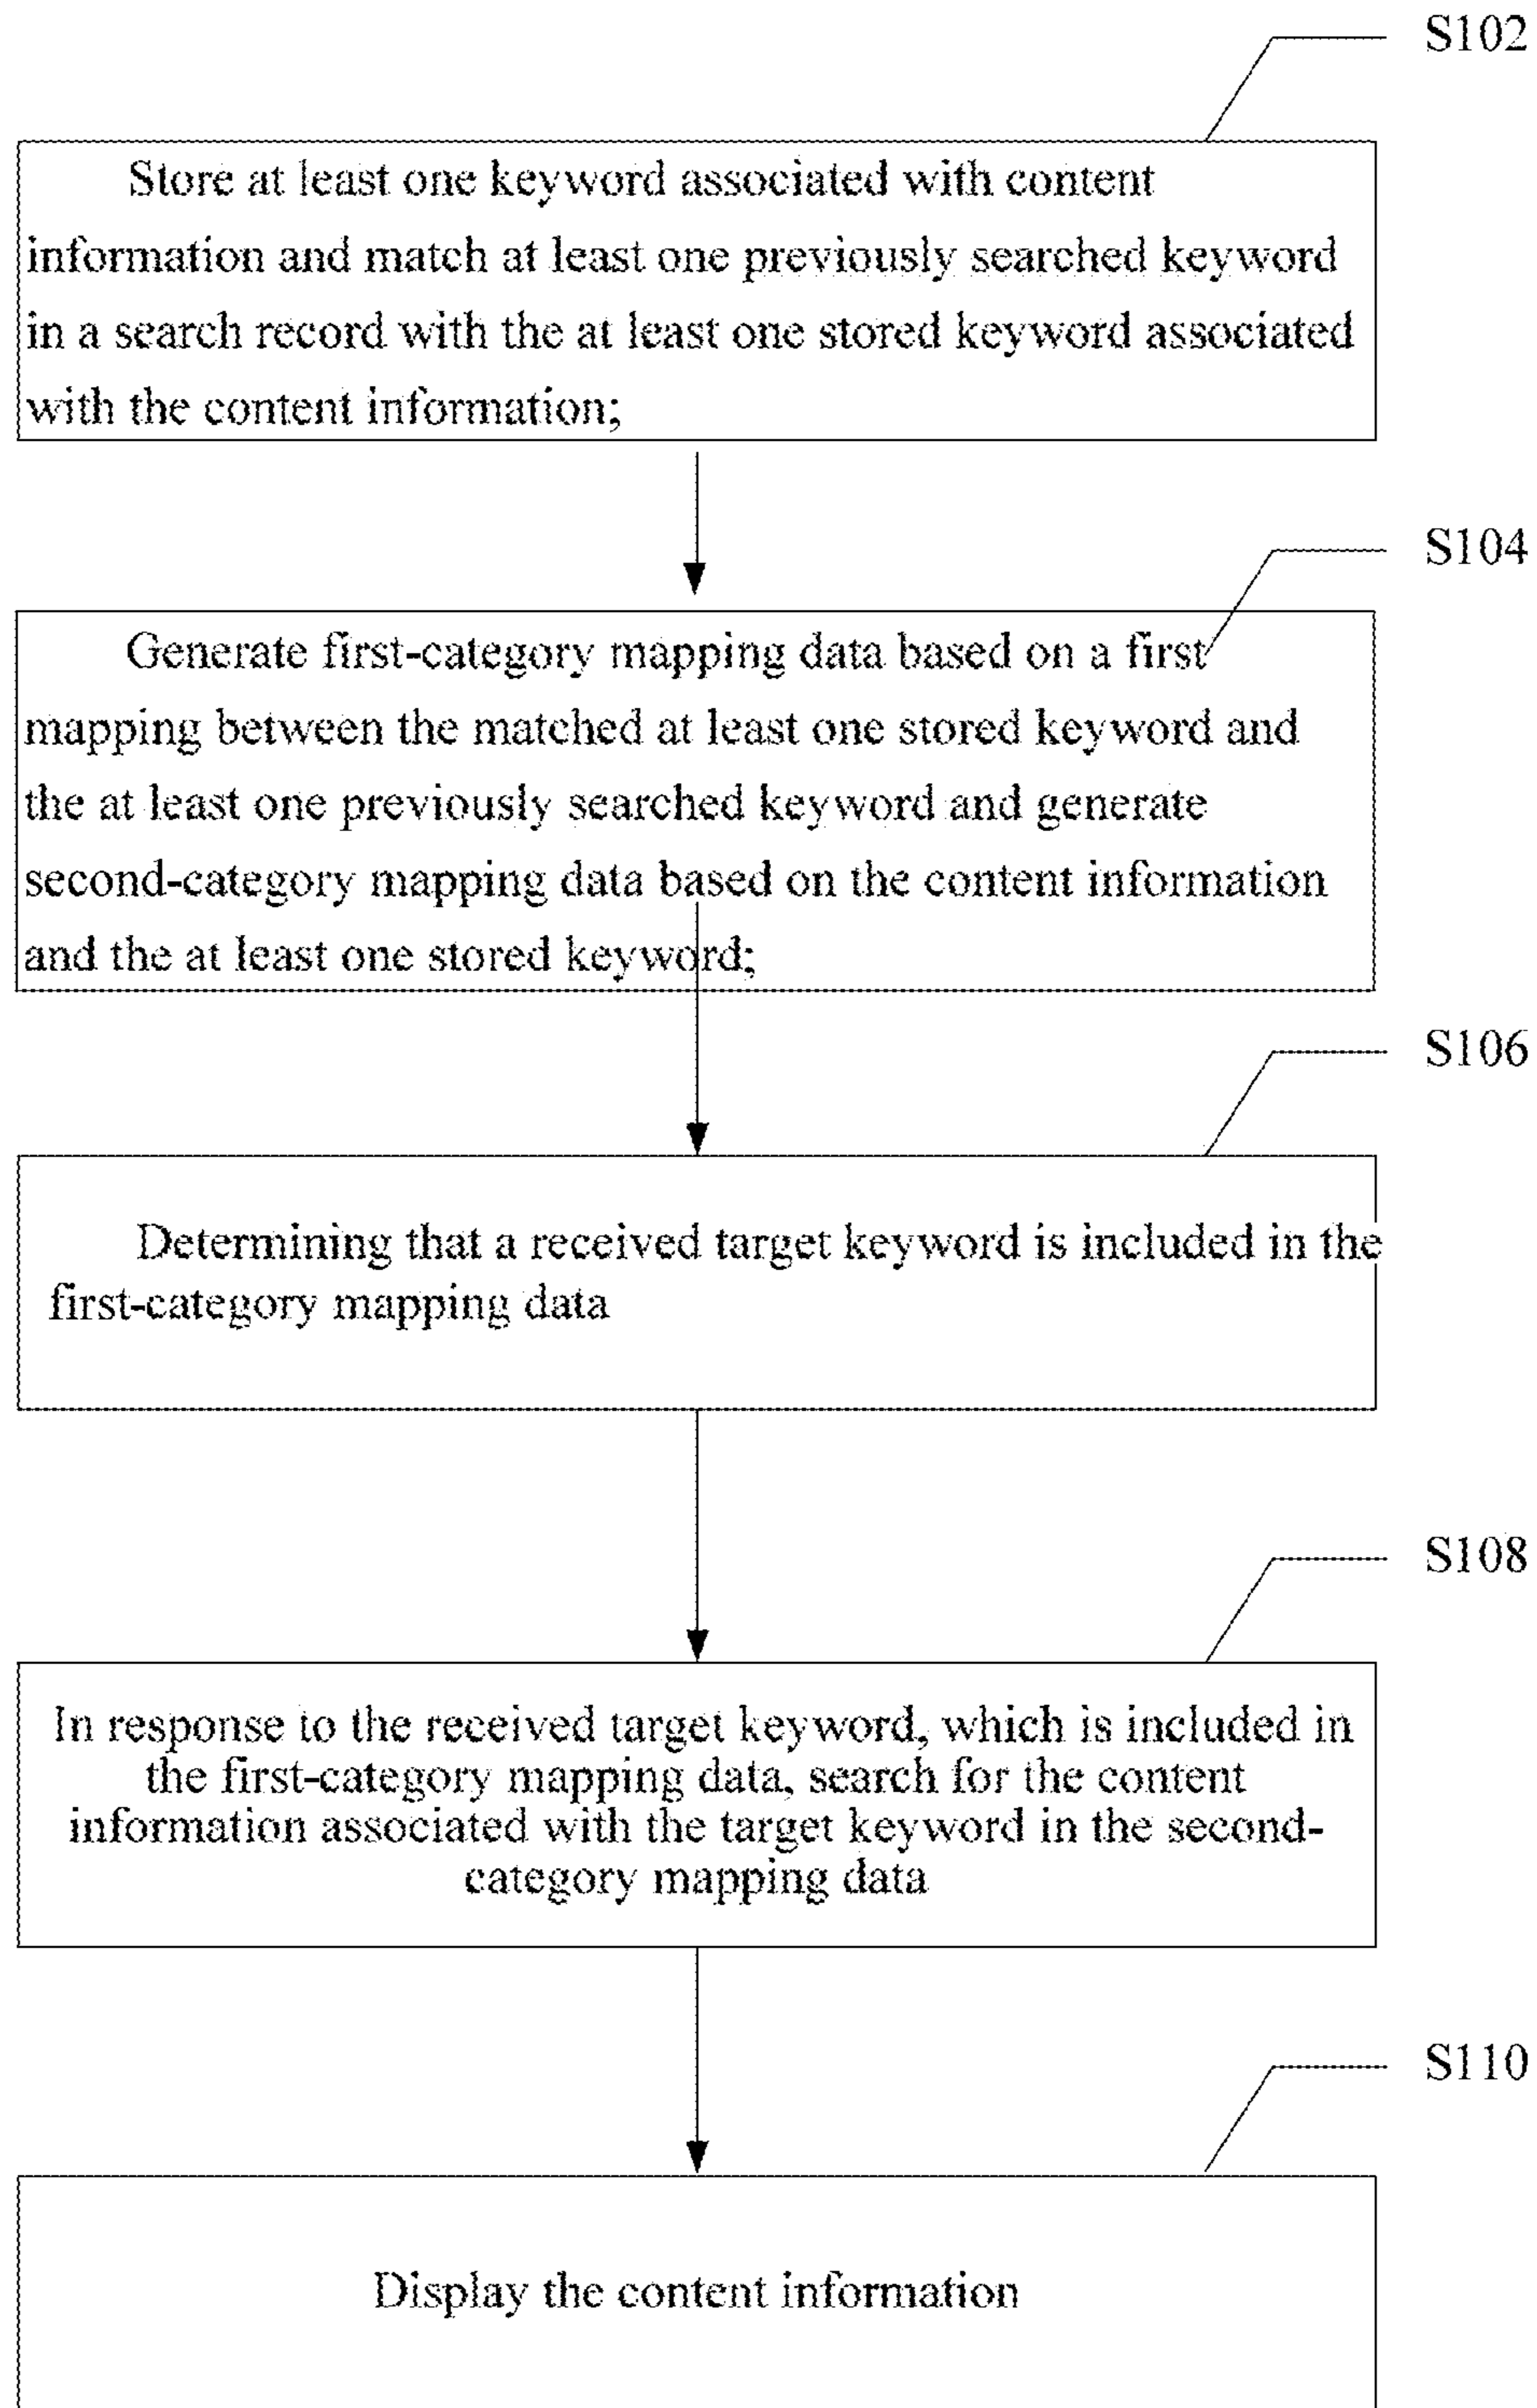 S102
Store at least one keyword associated with content
information and match at least one previously searched keyword
in a search record with the at least one stored keyword associated
with the content information;
S104
Generate first-category mapping data based on a first
mapping between the matched at least one stored keyword and
the at least one previously searched keyword and generate
second-category mapping data based on the content information
and the at least one stored keyword;
S106
Determining that a received target keyword is included in the
first-category mapping data
S108
In response to the received target keyword, which is included in
the first-category mapping data, search for the content
information associated with the target keyword in the second-
category mapping data
S110
Display the content information